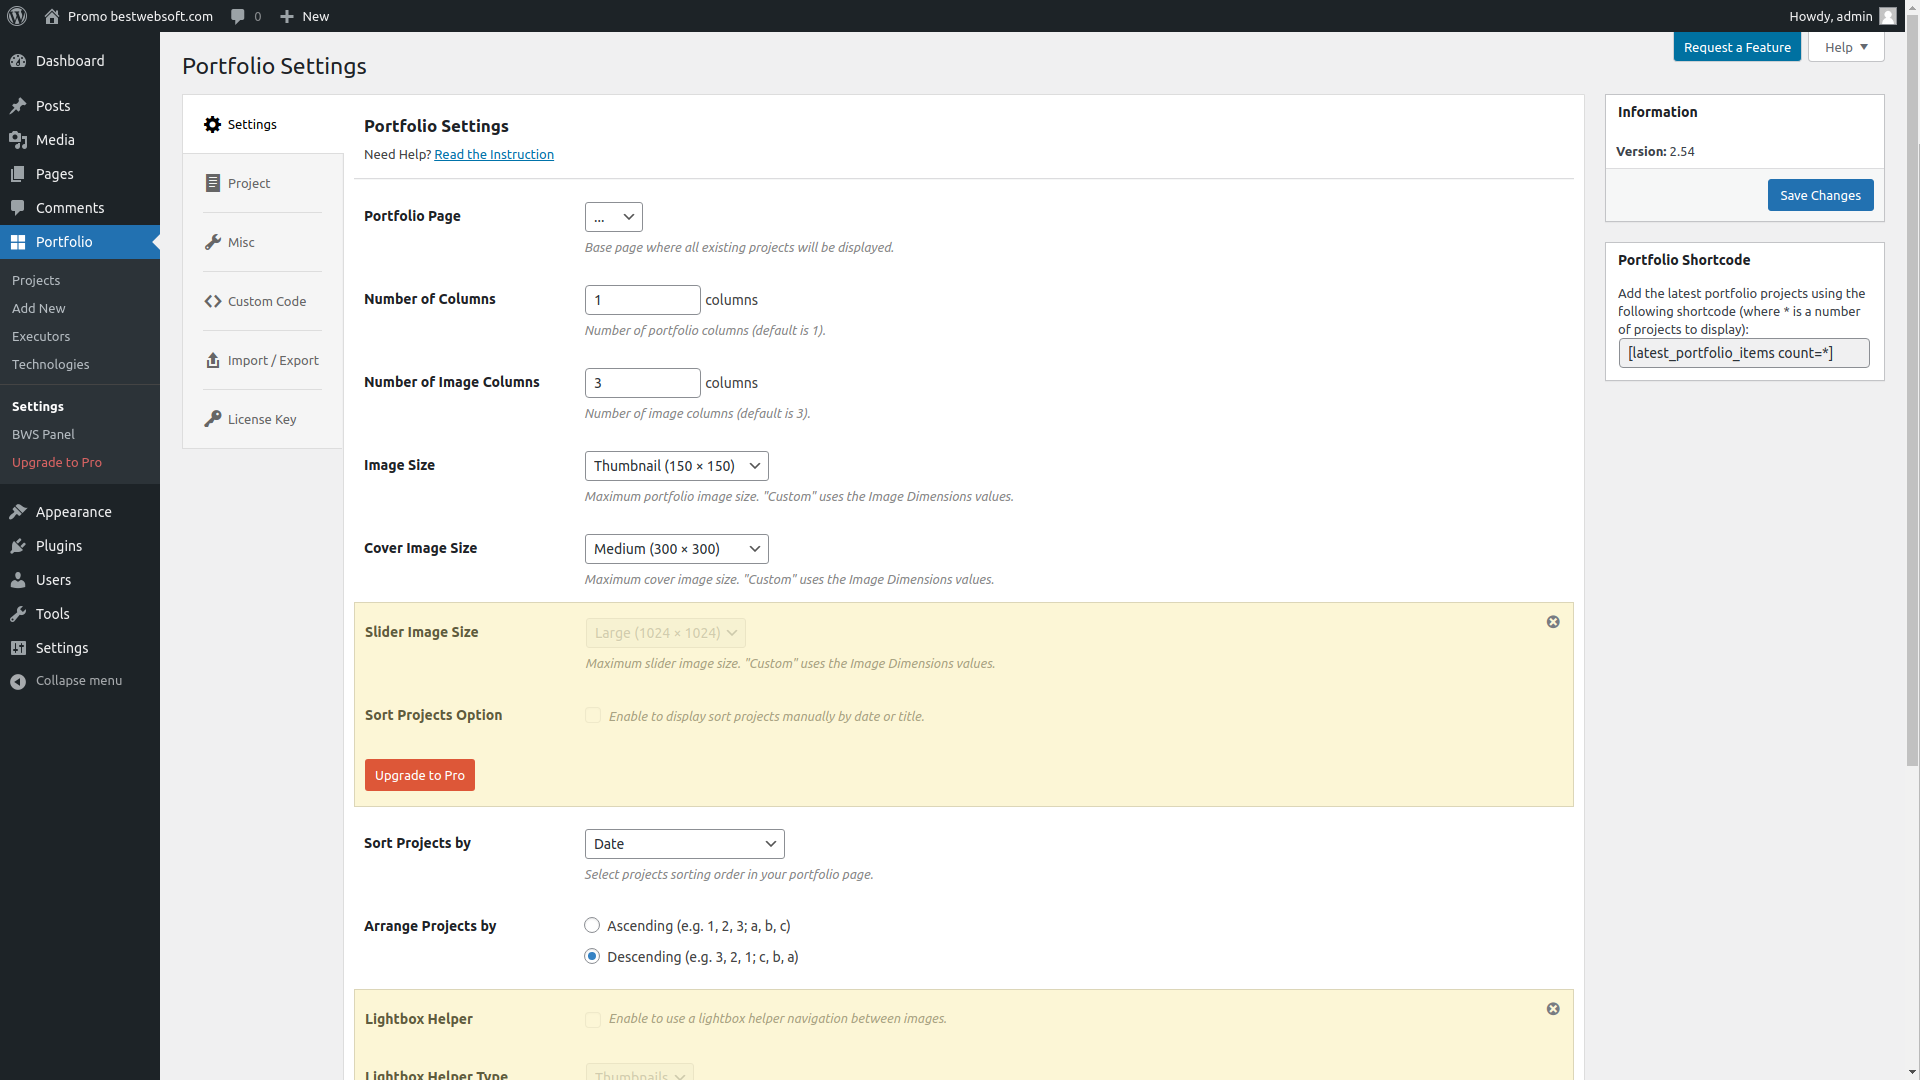 Promo bestwebsoft.com
0
New
Howdy, admin
Dashboard
Posts
Media
Pages
Comments
Portfolio
Projects
Add New
Executors
Technologies
Settings
BWS Panel
Upgrade to Pro
Appearance
Plugins
Users
Tools
Settings
Collapse menu
Portfolio Settings
Request a Feature
Help
Settings
Project
Misc
Custom Code
Import / Export
License Key
Portfolio Settings
Need Help? Read the Instruction
Portfolio Page
...
Base page where all existing projects will be displayed.
Number of Columns
1 columns
Number of portfolio columns (default is 1).
Number of Image Columns
3 columns
Number of image columns (default is 3).
Image Size
Thumbnail (150 × 150)
Maximum portfolio image size. "Custom" uses the Image Dimensions values.
Cover Image Size
Medium (300 × 300)
Maximum cover image size. "Custom" uses the Image Dimensions values.
Slider Image Size
Large (1024 × 1024)
Maximum slider image size. "Custom" uses the Image Dimensions values.
Sort Projects Option
Enable to display sort projects manually by date or title.
Upgrade to Pro
Sort Projects by
Date
Select projects sorting order in your portfolio page.
Arrange Projects by
Ascending (e.g. 1, 2, 3; a, b, c)
Descending (e.g. 3, 2, 1; c, b, a)
Lightbox Helper
Enable to use a lightbox helper navigation between images.
Lightbox Helper Type
Thumbnails
Information
Version: 2.54
Save Changes
Portfolio Shortcode
Add the latest portfolio projects using the
following shortcode (where * is a number
of projects to display):
[latest_portfolio_items count=*]